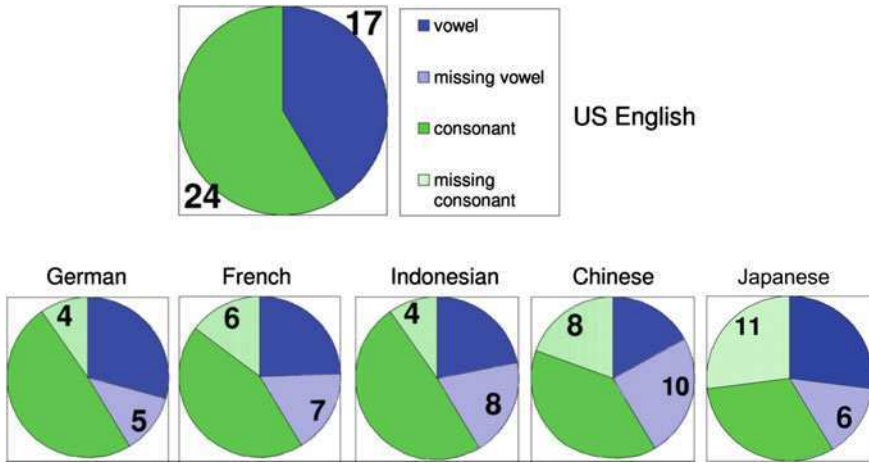 17
24
vowel
missing vowel
consonant
missing
consonant
US English
German
French
Indonesian
Chinese
Japanese
4
5
6
7
4
8
8
10
11
6